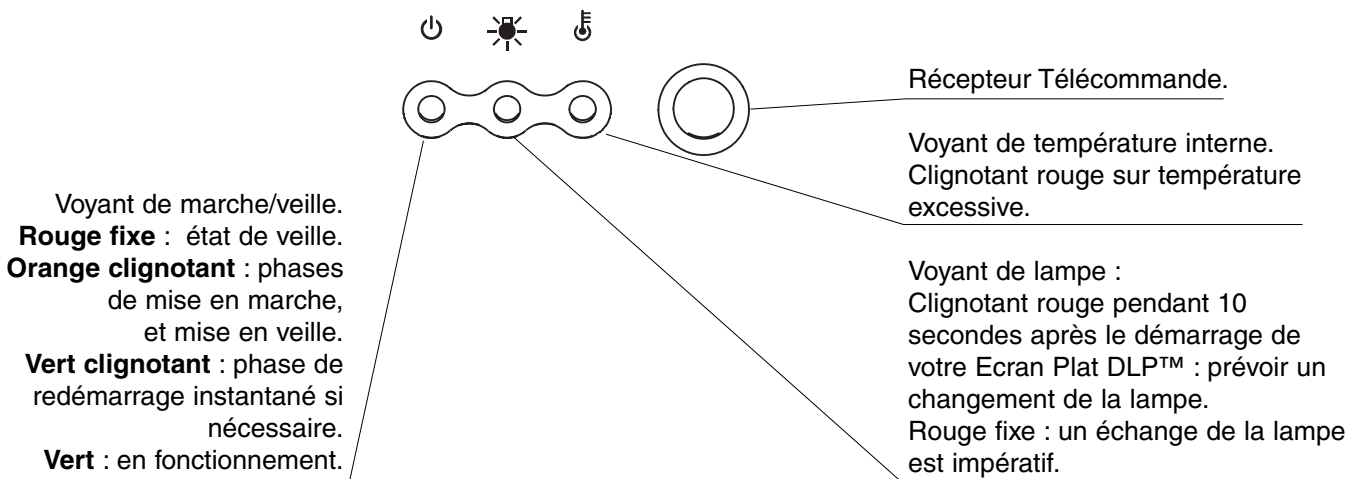 Récepteur Télécommande.
Voyant de température interne.
Clignotant rouge sur température
excessive.
Voyant de marche/veille.
Rouge fixe : état de veille.
Orange clignotant : phases
de mise en marche,
et mise en veille.
Vert clignotant : phase de
redémarrage instantané si
nécessaire.
Vert : en fonctionnement.
Voyant de lampe :
Clignotant rouge pendant 10
secondes après le démarrage de
votre Ecran Plat DLP™ : prévoir un
changement de la lampe.
Rouge fixe : un échange de la lampe
est impératif.